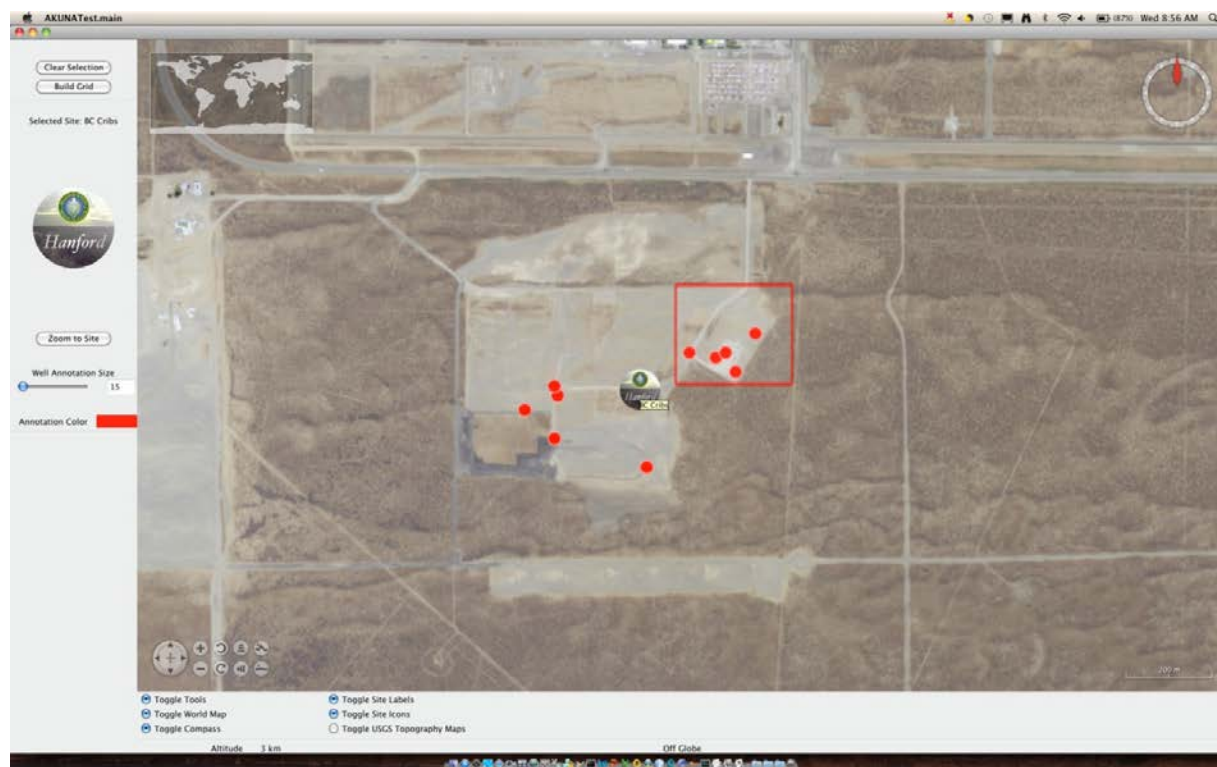 AKUNATest.main
(87%) Wed 8:56 AM
Clear Selection
Build Grid
Selected Site: BC Cribs
Hanford
Zoom to Site
Well Annotation Size
15
Annotation Color
Hanford
BC Cribs
200 m
Toggle Tools
Toggle World Map
Toggle Compass
Toggle Site Labels
Toggle Site Icons
Toggle USGS Topography Maps
Altitude 3 km
Off Globe